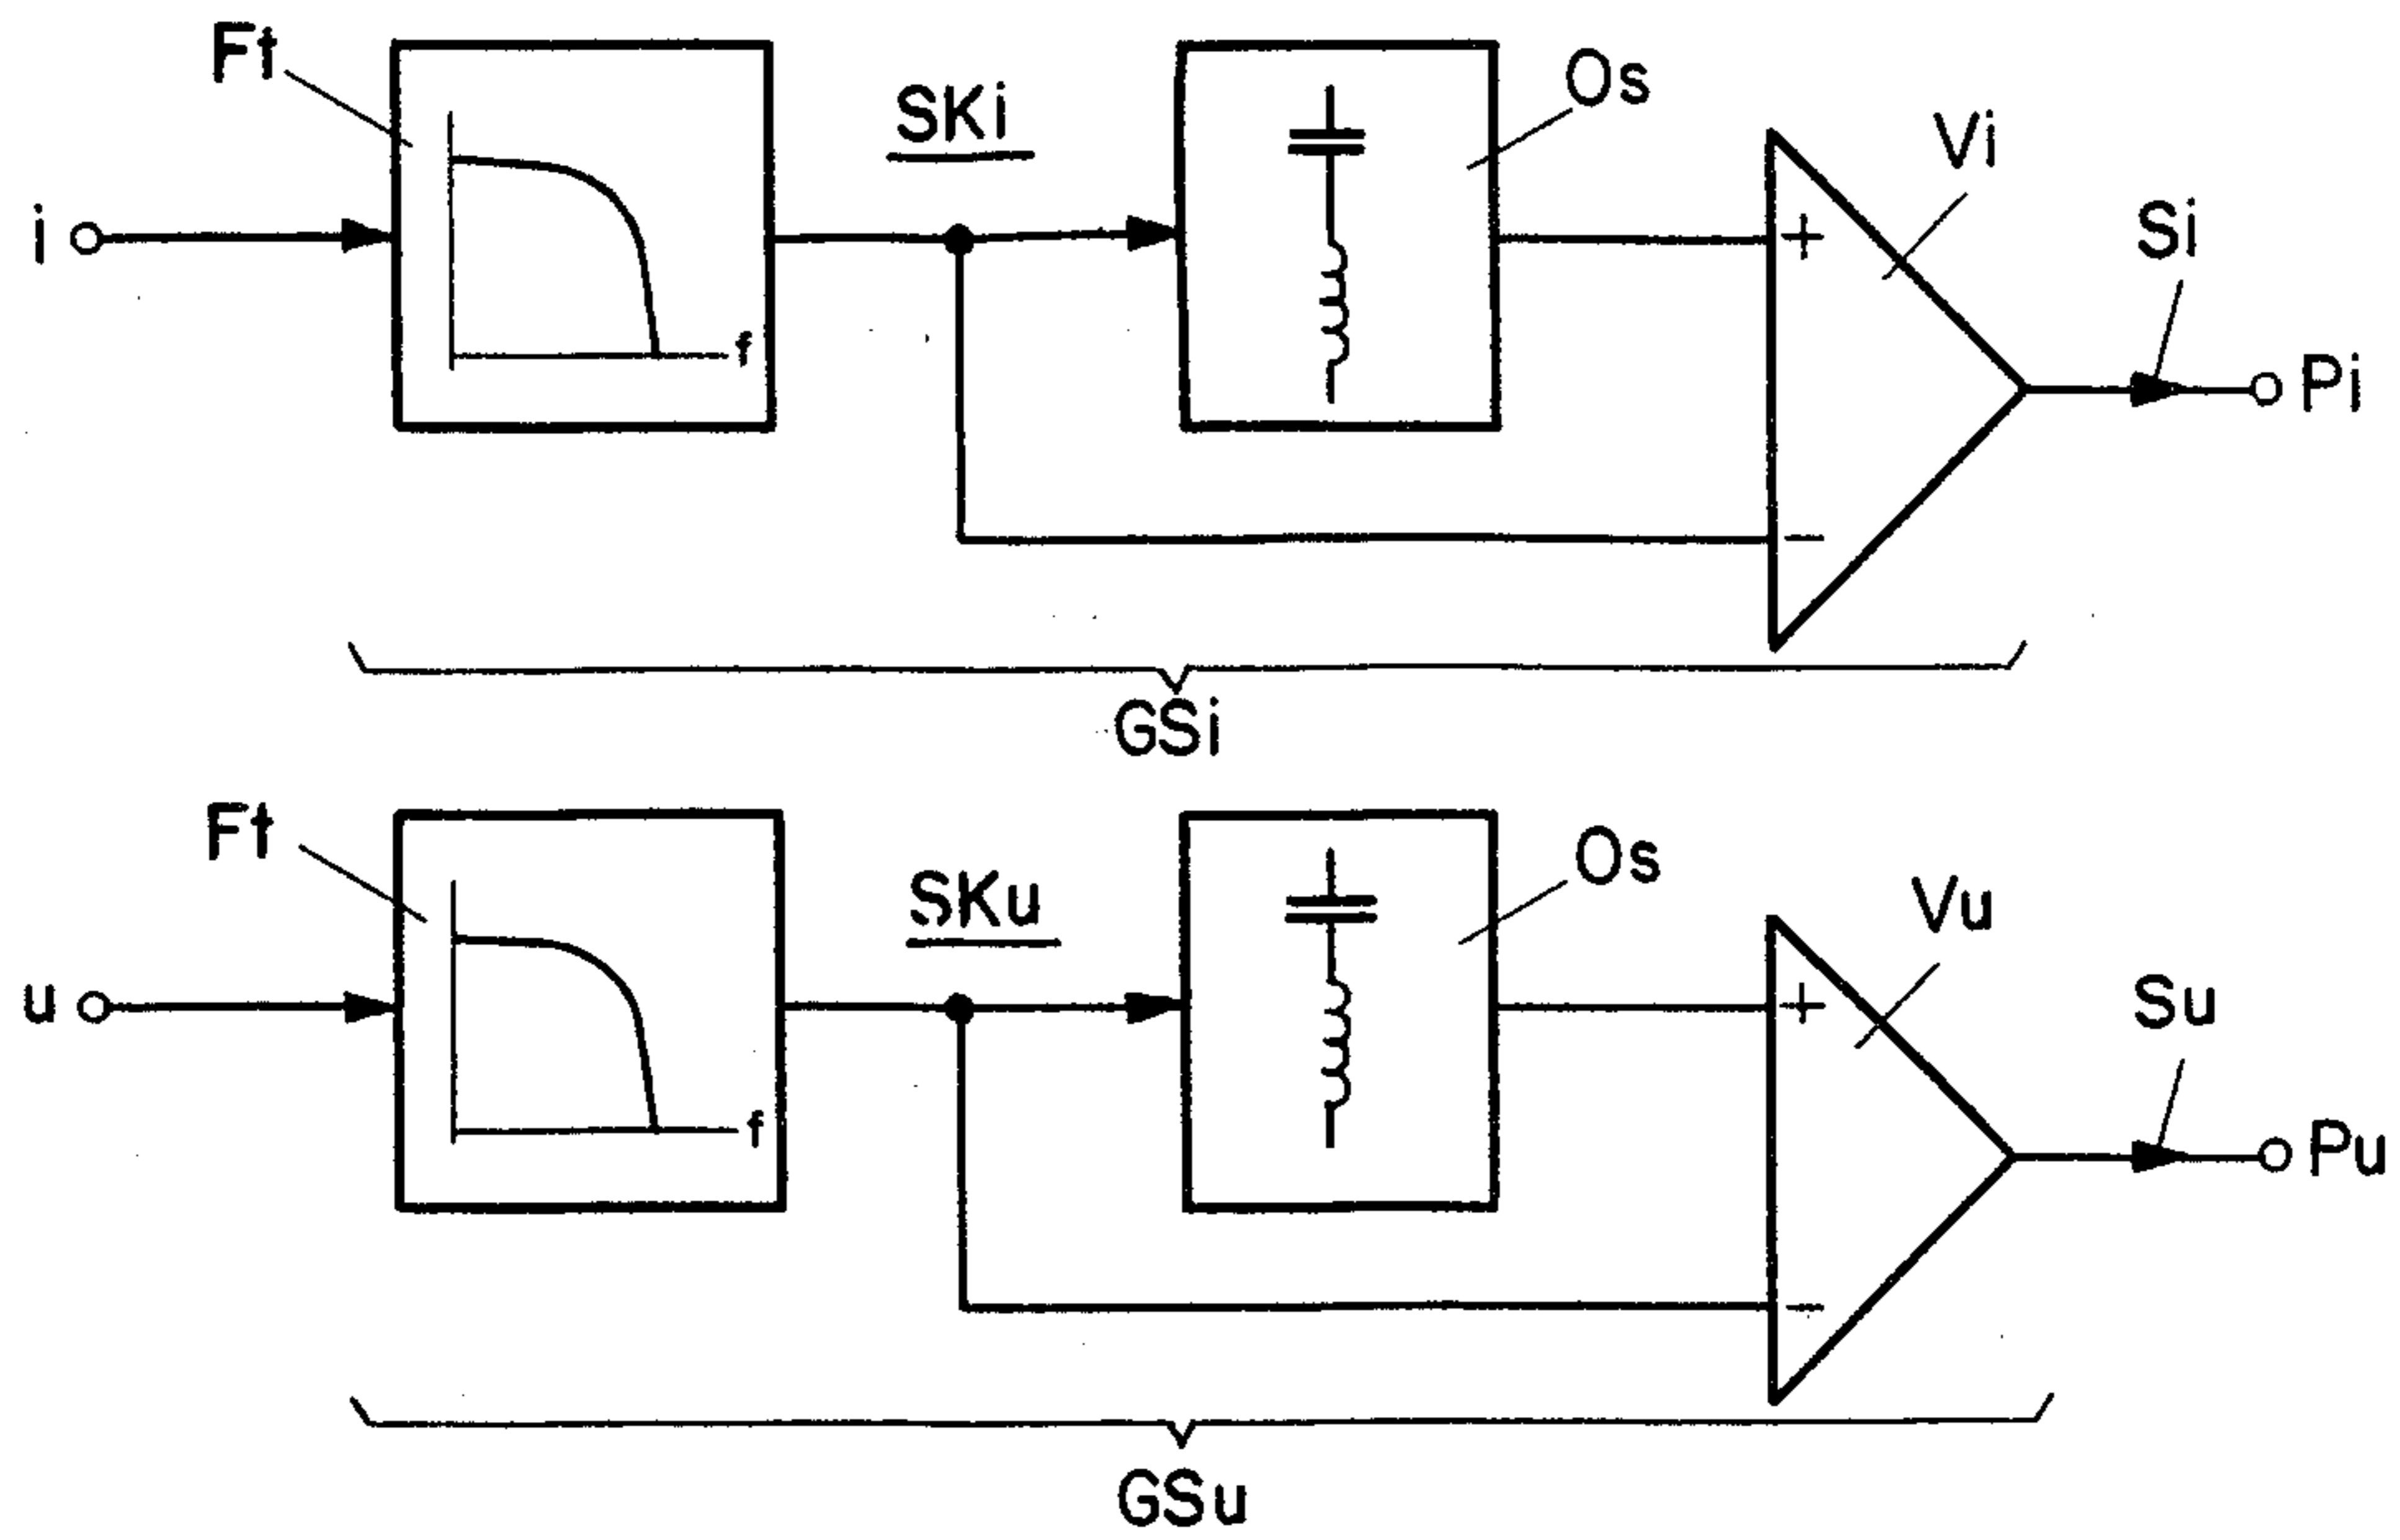 Ft
SKi
Os
Vi
Si
i
f
+
Pi
−
GSi
Ft
SKu
Os
Vu
Su
u
f
+
Pu
−
GSu